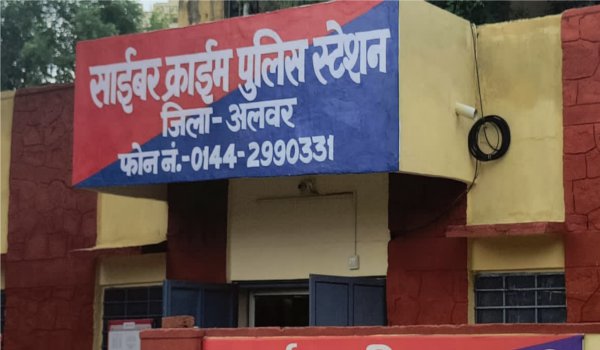 साईबर क्राईम पुलिस स्टेशन
जिला-अलवर
फोन नं.-0144-2990331